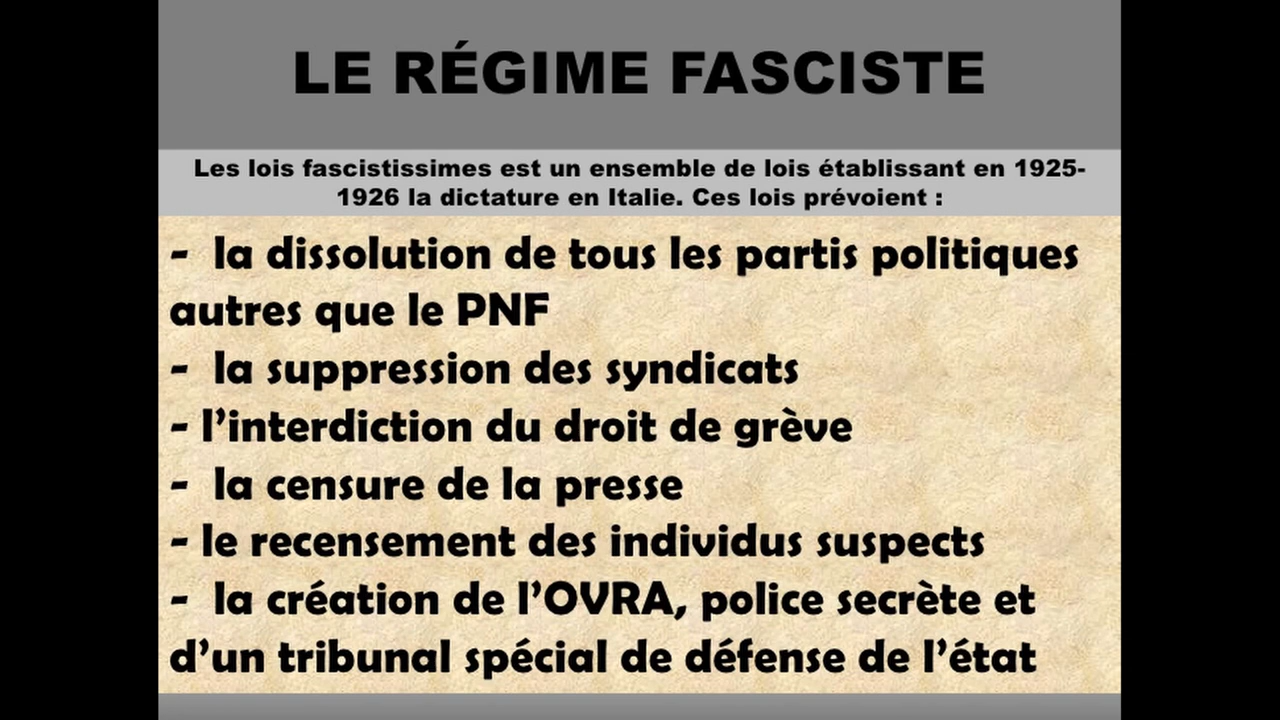 LE RÉGIME FASCISTE
Les lois fascistissimes est un ensemble de lois établissant en 1925-
1926 la dictature en Italie. Ces lois prévoient :
- la dissolution de tous les partis politiques
autres que le PNF
- la suppression des syndicats
- l’interdiction du droit de grève
- la censure de la presse
- le recensement des individus suspects
- la création de l’OVRA, police secrète et
d’un tribunal spécial de défense de l’état